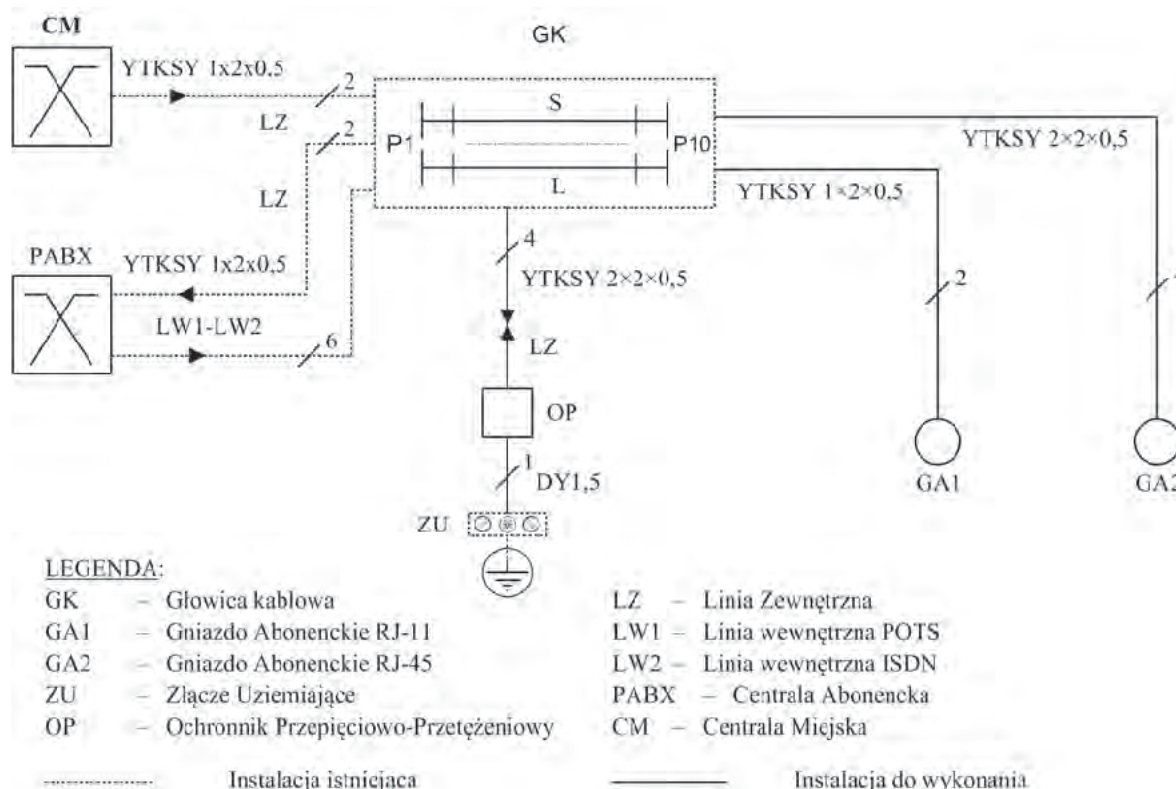 CM
GK
YTKSY 1x2x0,5
2
LZ
S
P1
P10
L
2
LZ
YTKSY 2×2×0,5
YTKSY 1×2×0,5
PABX
YTKSY 1x2x0,5
LW1-LW2
6
4
YTKSY 2×2×0,5
LZ
OP
1
DY1,5
ZU
2
GA1
GA2
LEGENDA:
GK – Głowica kablowa
GA1 – Gniazdo Abonenckie RJ-11
GA2 – Gniazdo Abonenckie RJ-45
ZU – Złącze Uziemiające
OP – Ochronnik Przepięciowo-Przetężeniowy
LZ – Linia Zewnętrzna
LW1 – Linia wewnętrzna POTS
LW2 – Linia wewnętrzna ISDN
PABX – Centrala Abonencka
CM – Centrala Miejska
Instalacja istniejaca
Instalacja do wykonania